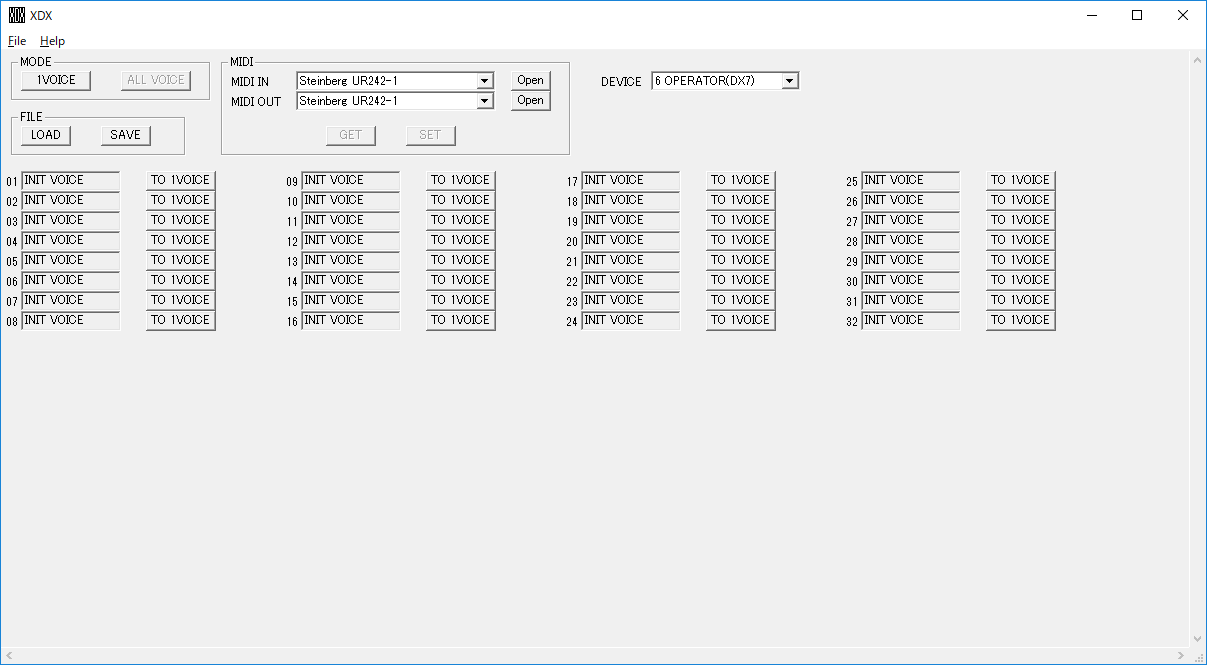 XDX
File Help
MODE
1VOICE ALL VOICE
MIDI
MIDI IN Steinberg UR242-1 Open
MIDI OUT Steinberg UR242-1 Open
GET SET
DEVICE 6 OPERATOR(DX7)
FILE
LOAD SAVE
01 INIT VOICE TO 1VOICE 09 INIT VOICE TO 1VOICE 17 INIT VOICE TO 1VOICE 25 INIT VOICE TO 1VOICE
02 INIT VOICE TO 1VOICE 10 INIT VOICE TO 1VOICE 18 INIT VOICE TO 1VOICE 26 INIT VOICE TO 1VOICE
03 INIT VOICE TO 1VOICE 11 INIT VOICE TO 1VOICE 19 INIT VOICE TO 1VOICE 27 INIT VOICE TO 1VOICE
04 INIT VOICE TO 1VOICE 12 INIT VOICE TO 1VOICE 20 INIT VOICE TO 1VOICE 28 INIT VOICE TO 1VOICE
05 INIT VOICE TO 1VOICE 13 INIT VOICE TO 1VOICE 21 INIT VOICE TO 1VOICE 29 INIT VOICE TO 1VOICE
06 INIT VOICE TO 1VOICE 14 INIT VOICE TO 1VOICE 22 INIT VOICE TO 1VOICE 30 INIT VOICE TO 1VOICE
07 INIT VOICE TO 1VOICE 15 INIT VOICE TO 1VOICE 23 INIT VOICE TO 1VOICE 31 INIT VOICE TO 1VOICE
08 INIT VOICE TO 1VOICE 16 INIT VOICE TO 1VOICE 24 INIT VOICE TO 1VOICE 32 INIT VOICE TO 1VOICE